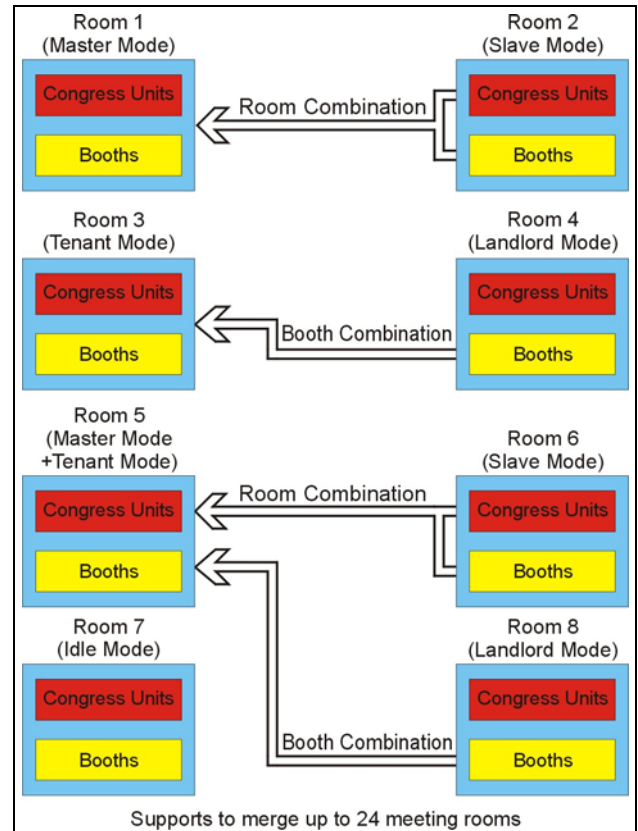 Room 1
(Master Mode)
Room 2
(Slave Mode)
Congress Units
Booths
Room Combination
Congress Units
Booths
Room 3
(Tenant Mode)
Room 4
(Landlord Mode)
Congress Units
Booths
Booth Combination
Congress Units
Booths
Room 5
(Master Mode
+Tenant Mode)
Room 6
(Slave Mode)
Congress Units
Booths
Room Combination
Congress Units
Booths
Room 7
(Idle Mode)
Room 8
(Landlord Mode)
Congress Units
Booths
Booth Combination
Congress Units
Booths
Supports to merge up to 24 meeting rooms